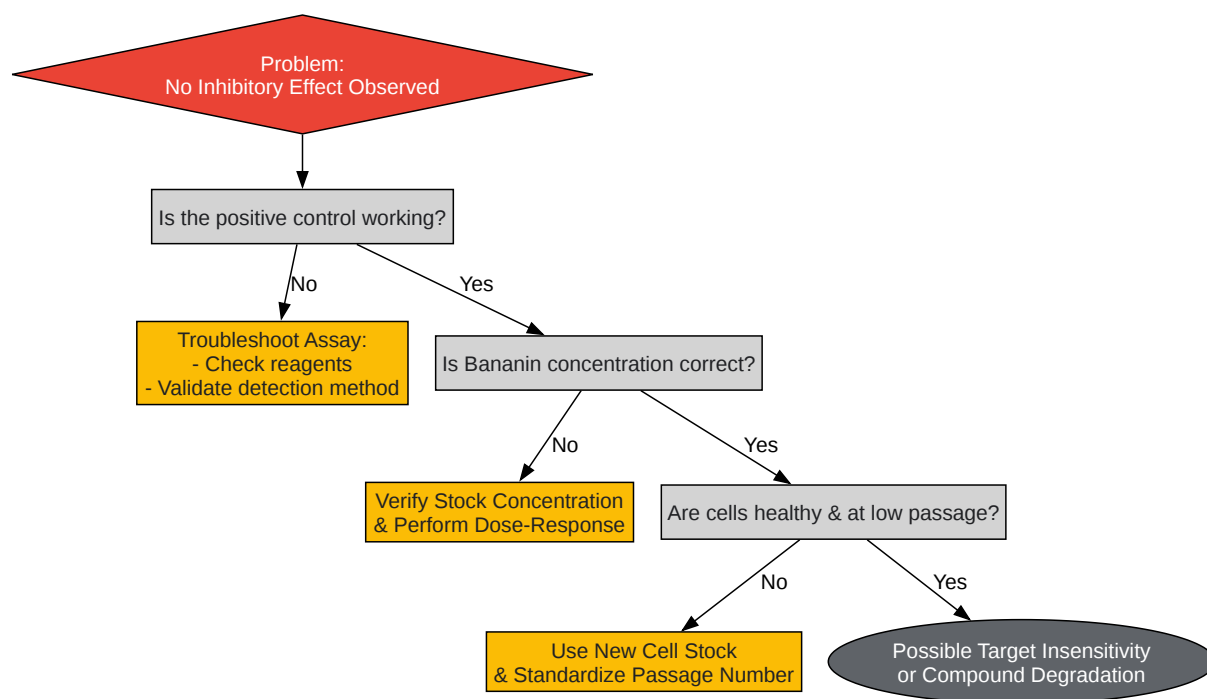 Problem:
No Inhibitory Effect Observed
Is the positive control working?
No
Yes
Troubleshoot Assay:
- Check reagents
- Validate detection method
Is Bananin concentration correct?
No
Yes
Verify Stock Concentration
& Perform Dose-Response
Are cells healthy & at low passage?
No
Yes
Use New Cell Stock
& Standardize Passage Number
Possible Target Insensitivity
or Compound Degradation